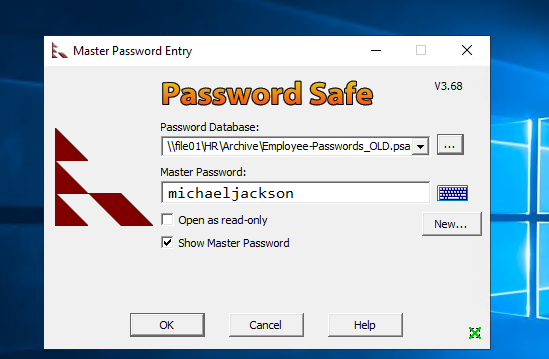 Master Password Entry
Password Safe
V3.68
Password Database:
\\file01\HR\Archive\Employee-Passwords_OLD.psa
...
Master Password:
michaeljackson
Open as read-only
New...
Show Master Password
OK
Cancel
Help